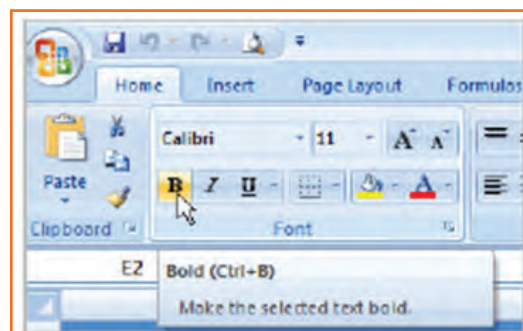 Home Insert Page Layout Formulas
Calibri 11 A A
Paste B I U A
Clipboard Font
E2 Bold (Ctrl+B)
Make the selected text bold.